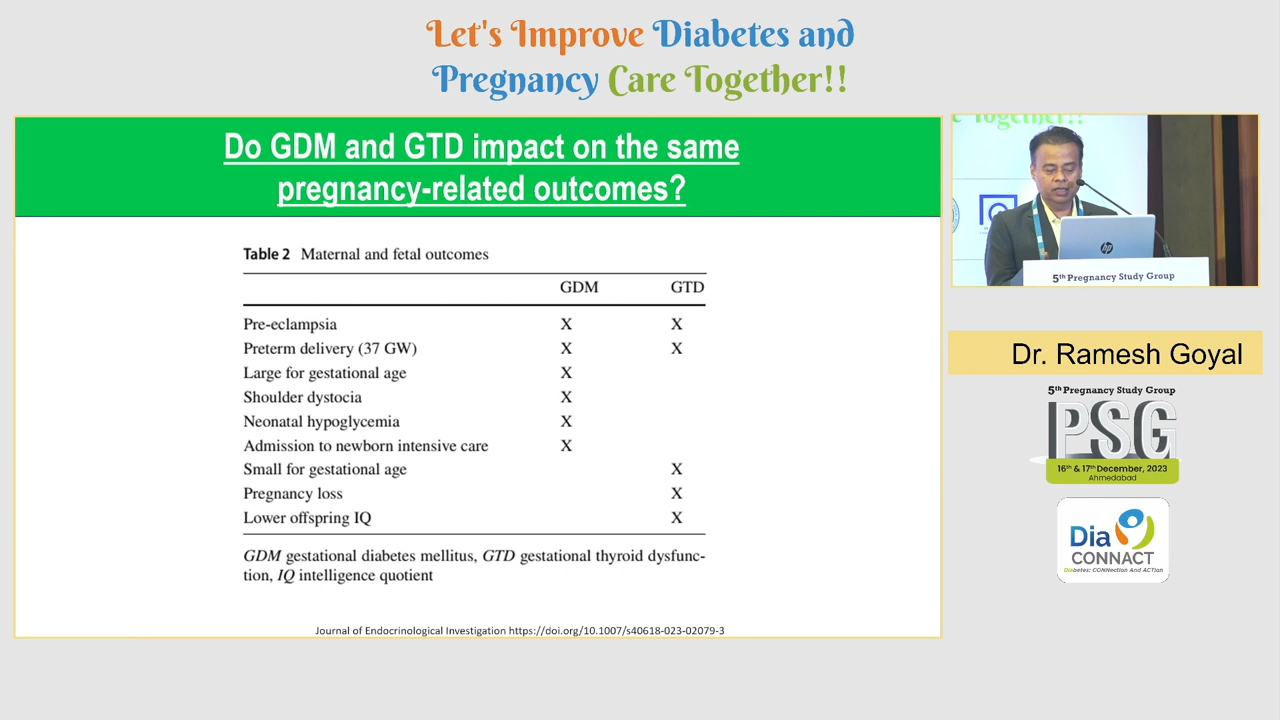 Let's Improve Diabetes and
Pregnancy Care Together!!
Do GDM and GTD impact on the same
pregnancy-related outcomes?
Table 2 Maternal and fetal outcomes
GDM GTD
Pre-eclampsia X X
Preterm delivery (37 GW) X X
Large for gestational age X
Shoulder dystocia X
Neonatal hypoglycemia X
Admission to newborn intensive care X
Small for gestational age X
Pregnancy loss X
Lower offspring IQ X
GDM gestational diabetes mellitus, GTD gestational thyroid dysfunc-
tion, IQ intelligence quotient
Journal of Endocrinological Investigation https://doi.org/10.1007/s40618-023-02079-3
e Together!!
hp
5th Pregnancy Study Group
Dr. Ramesh Goyal
5th Pregnancy Study Group
PSG
16th & 17th December, 2023
Ahmedabad
Dia
CONNACT
Diabetes: CONNection And ACTion